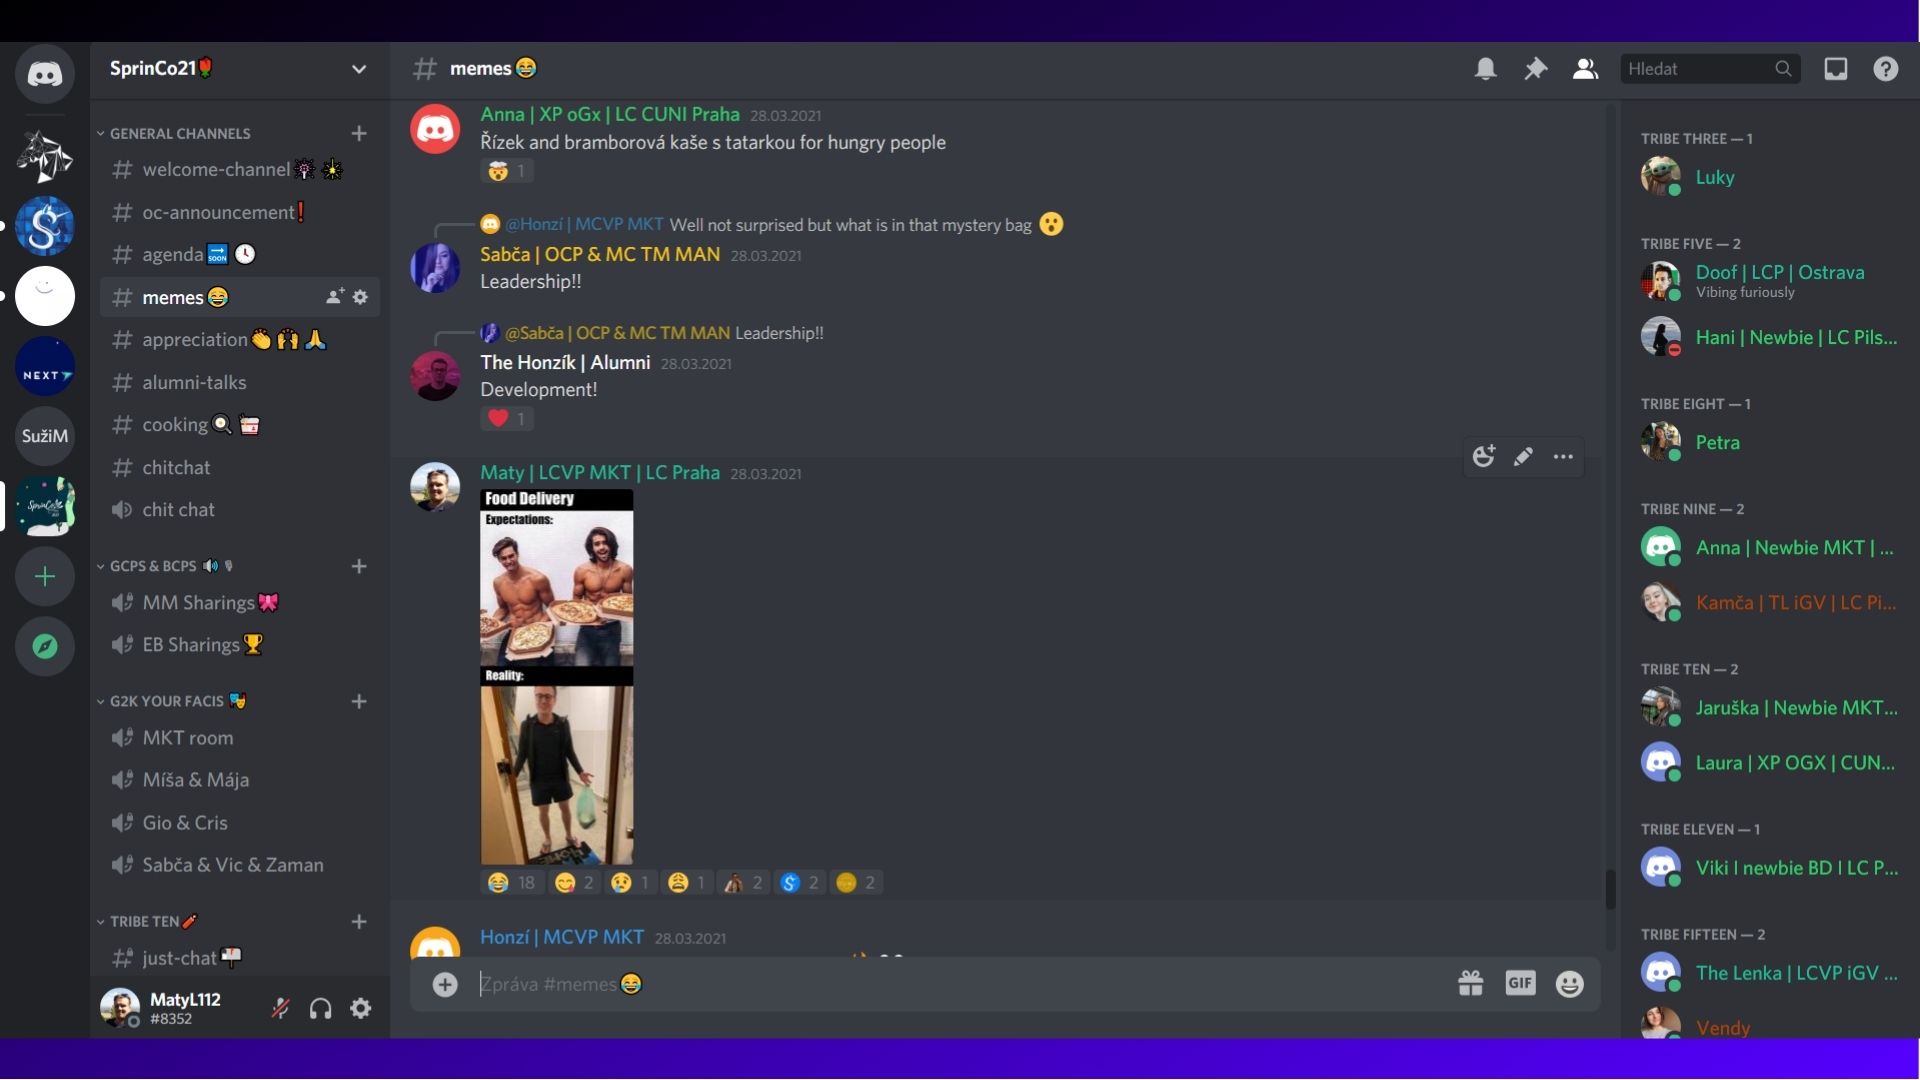 SprinCo21
GENERAL CHANNELS
welcome-channel
oc-announcement
agenda
SOON
memes
appreciation
alumni-talks
cooking
chitchat
chit chat
GCPS & BCPS
MM Sharings
EB Sharings
G2K YOUR FACIS
MKT room
Míša & Mája
Gio & Cris
Sabča & Vic & Zaman
TRIBE TEN
just-chat
MatyL112
#8352
NEXT
SužiM
memes
Hledat
Anna | XP oGx | LC CUNI Praha 28.03.2021
Řízek and bramborová kaše s tatarkou for hungry people
1
@Honzí | MCVP MKT Well not surprised but what is in that mystery bag
Sabča | OCP & MC TM MAN 28.03.2021
Leadership!!
@Sabča | OCP & MC TM MAN Leadership!!
The Honzík | Alumni 28.03.2021
Development!
1
Maty | LCVP MKT | LC Praha 28.03.2021
Food Delivery
Expectations:
Reality:
18 2 1 1 2 2 2
Honzí | MCVP MKT 28.03.2021
Zpráva #memes
GIF
TRIBE THREE — 1
Luky
TRIBE FIVE — 2
Doof | LCP | Ostrava
Vibing furiously
Hani | Newbie | LC Pils...
TRIBE EIGHT — 1
Petra
TRIBE NINE — 2
Anna | Newbie MKT | ...
Kamča | TL iGV | LC Pi...
TRIBE TEN — 2
Jaruška | Newbie MKT...
Laura | XP OGX | CUN...
TRIBE ELEVEN — 1
Viki I newbie BD I LC P...
TRIBE FIFTEEN — 2
The Lenka | LCVP iGV ...
Vendy